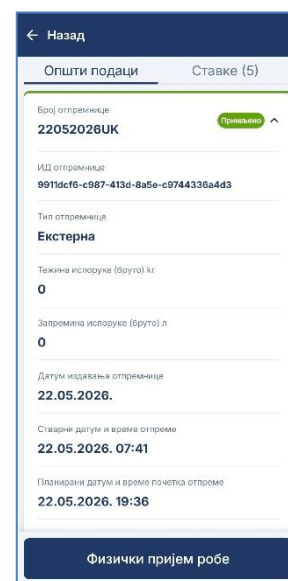 ← Назад
Општи подаци Ставке (5)
Број отпремнице
22052026UK
Примљено
ИД отпремнице
9911dcf6-c987-413d-8a5e-c9744336a4d3
Тип отпремнице
Екстерна
Тежина испоруке (бруто) kг
0
Запремина испоруке (бруто) л
0
Датум издавања отпремнице
22.05.2026.
Стварни датум и време отпреме
22.05.2026. 07:41
Планирани датум и време почетка отпреме
22.05.2026. 19:36
Физички пријем робе